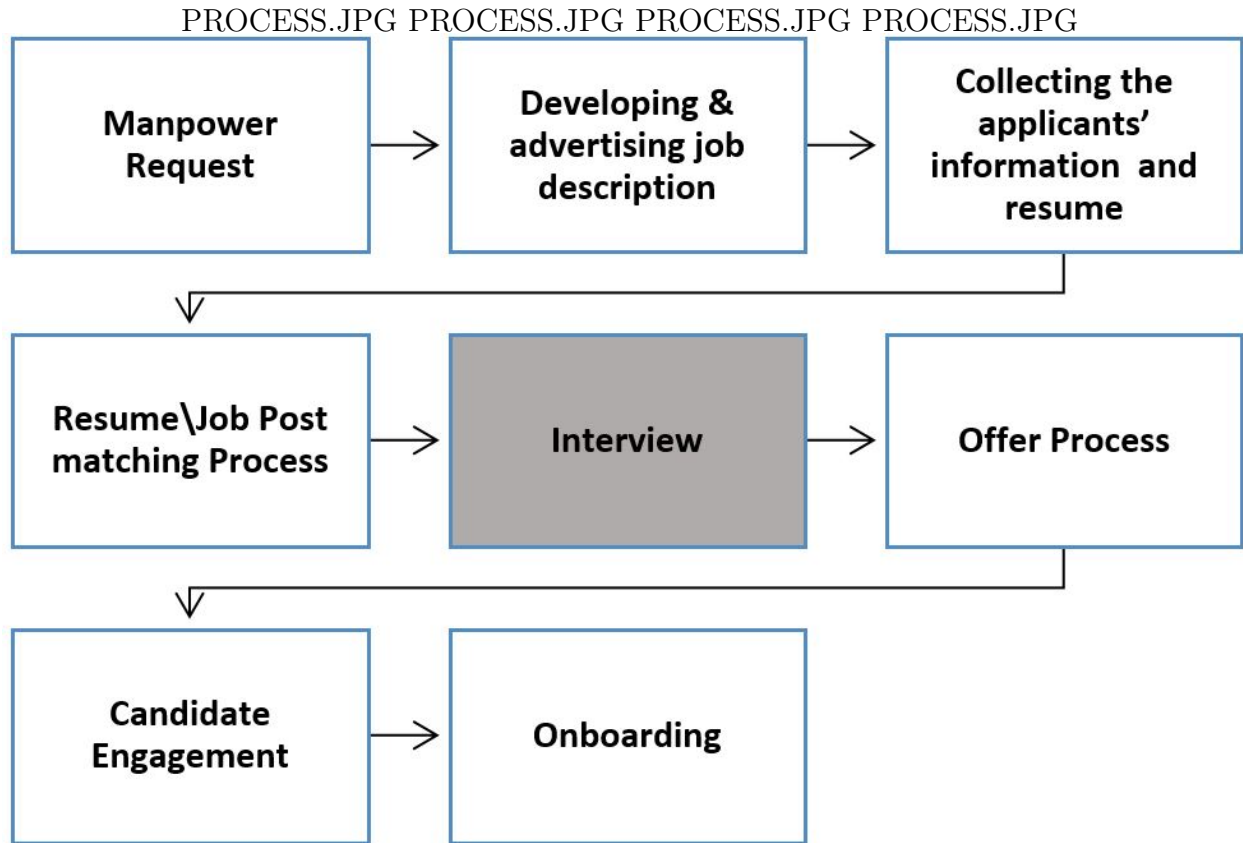 PROCESS.JPG PROCESS.JPG PROCESS.JPG PROCESS.JPG
Manpower
Request
Developing &
advertising job
description
Collecting the
applicants’
information and
resume
Resume\Job Post
matching Process
Interview
Offer Process
Candidate
Engagement
Onboarding